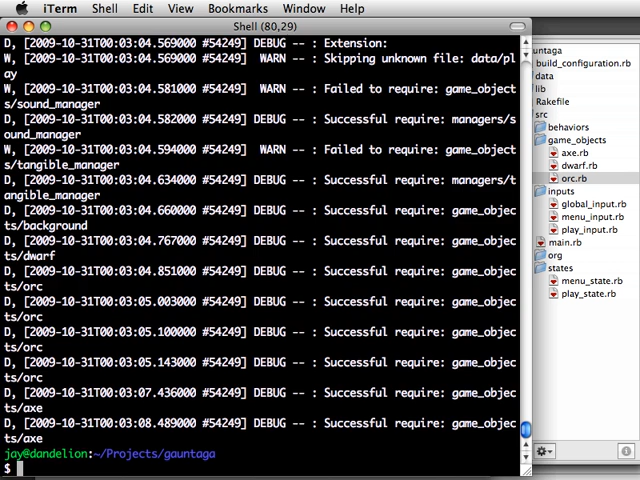 iTerm Shell Edit View Bookmarks Window Help
Shell (80,29)
D, [2009-10-31T00:03:04.569000 #54249] DEBUG -- : Extension:
W, [2009-10-31T00:03:04.569000 #54249]  WARN -- : Skipping unknown file: data/pl
ay
W, [2009-10-31T00:03:04.581000 #54249]  WARN -- : Failed to require: game_object
s/sound_manager
D, [2009-10-31T00:03:04.582000 #54249] DEBUG -- : Successful require: managers/s
ound_manager
W, [2009-10-31T00:03:04.594000 #54249]  WARN -- : Failed to require: game_object
s/tangible_manager
D, [2009-10-31T00:03:04.634000 #54249] DEBUG -- : Successful require: managers/t
angible_manager
D, [2009-10-31T00:03:04.660000 #54249] DEBUG -- : Successful require: game_objec
ts/background
D, [2009-10-31T00:03:04.767000 #54249] DEBUG -- : Successful require: game_objec
ts/dwarf
D, [2009-10-31T00:03:04.851000 #54249] DEBUG -- : Successful require: game_objec
ts/orc
D, [2009-10-31T00:03:05.003000 #54249] DEBUG -- : Successful require: game_objec
ts/orc
D, [2009-10-31T00:03:05.100000 #54249] DEBUG -- : Successful require: game_objec
ts/orc
D, [2009-10-31T00:03:05.143000 #54249] DEBUG -- : Successful require: game_objec
ts/orc
D, [2009-10-31T00:03:07.436000 #54249] DEBUG -- : Successful require: game_objec
ts/axe
D, [2009-10-31T00:03:08.489000 #54249] DEBUG -- : Successful require: game_objec
ts/axe
jay@dandelion:~/Projects/gauntaga
$
untaga
build_configuration.rb
data
lib
Rakefile
src
behaviors
game_objects
axe.rb
dwarf.rb
orc.rb
inputs
global_input.rb
menu_input.rb
play_input.rb
main.rb
org
states
menu_state.rb
play_state.rb